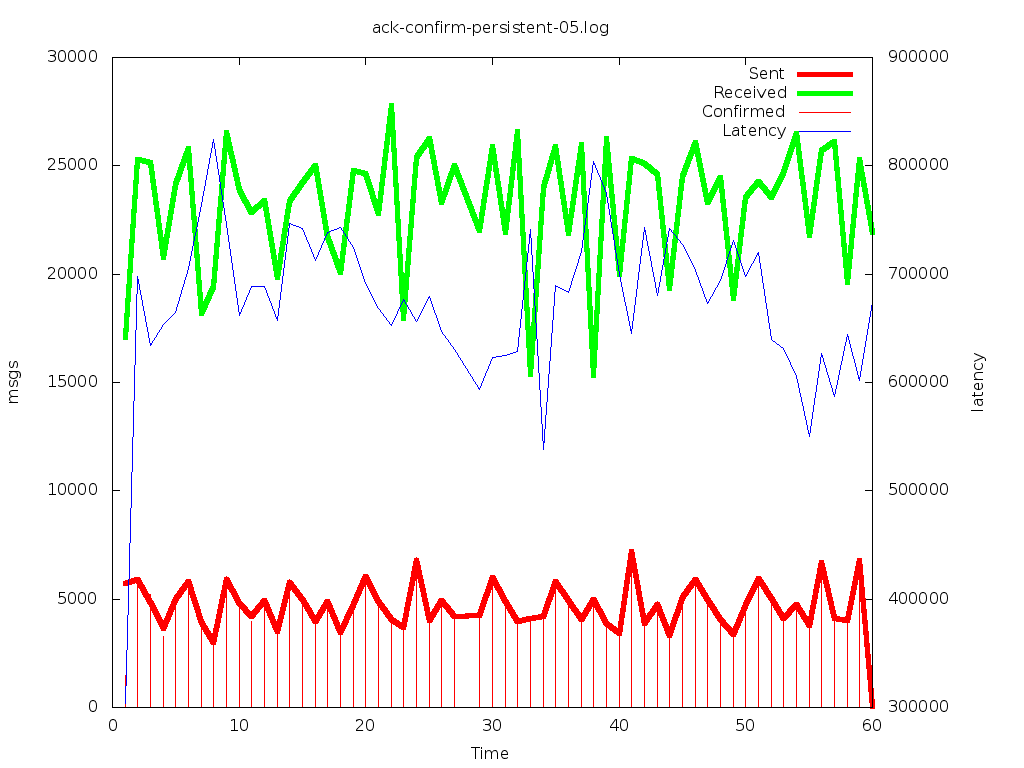 ack-confirm-persistent-05.log
30000
900000
Sent
Received
Confirmed
Latency
25000
800000
20000
700000
msgs
15000
600000
latency
10000
500000
5000
400000
0
300000
0 10 20 30 40 50 60
Time